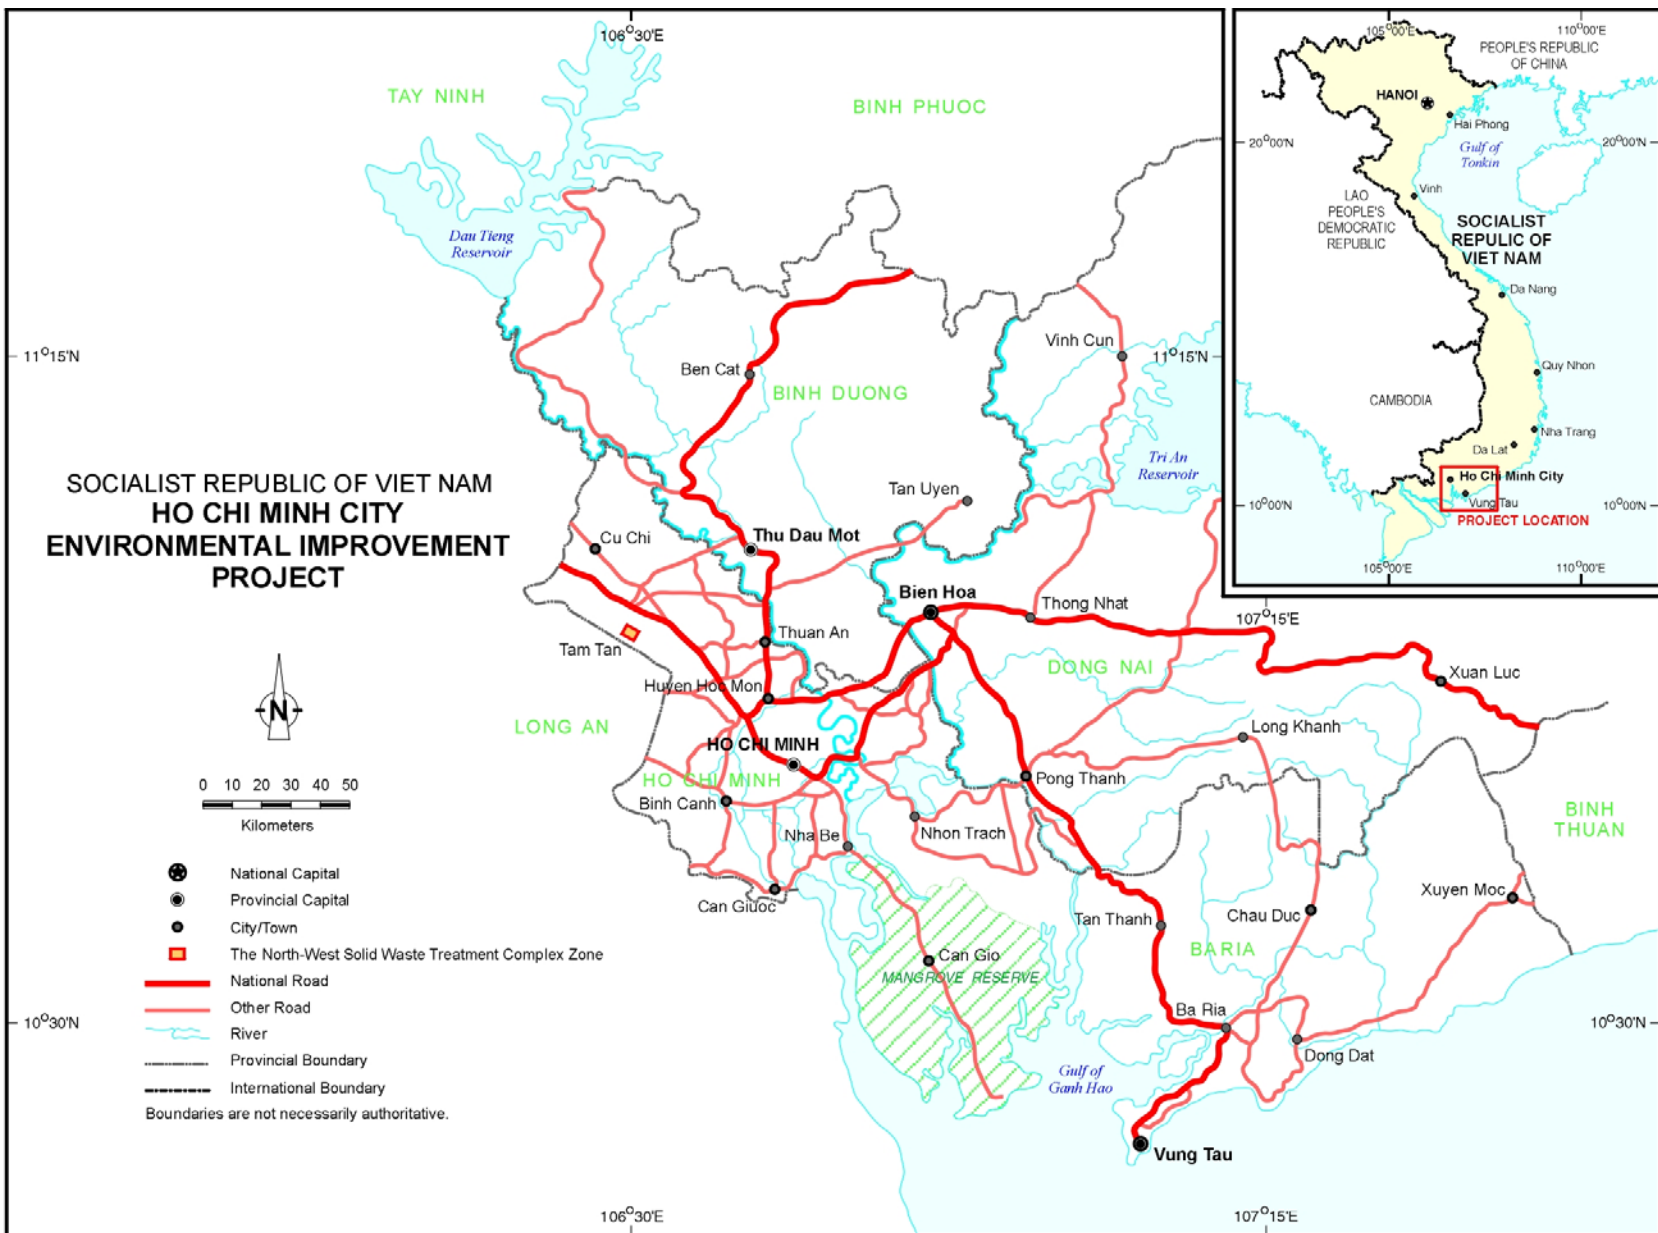 106°30'E
TAY NINH
BINH PHUOC
Dau Tieng
Reservoir
11°15'N
Ben Cat
BINH DUONG
Vinh Cun
11°15'N
Tri An
Reservoir
Tan Uyen
SOCIALIST REPUBLIC OF VIET NAM
HO CHI MINH CITY
ENVIRONMENTAL IMPROVEMENT
PROJECT
Cu Chi
Thu Dau Mot
Bien Hoa
Thong Nhat
107°15'E
Tam Tan
Thuan An
DONG NAI
Xuan Luc
Huyen Hoc Mon
N
LONG AN
Long Khanh
HO CHI MINH
HO CHI MINH
Pong Thanh
Binh Canh
Nha Be
Nhon Trach
BINH
THUAN
0 10 20 30 40 50
Kilometers
Can Giuoc
Tan Thanh
Chau Duc
Xuyen Moc
BARIA
Can Gio
MANGROVE RESERVE
Ba Ria
Dong Dat
10°30'N
10°30'N
Gulf of
Ganh Hao
Vung Tau
National Capital
Provincial Capital
City/Town
The North-West Solid Waste Treatment Complex Zone
National Road
Other Road
River
Provincial Boundary
International Boundary
Boundaries are not necessarily authoritative.
106°30'E
107°15'E
105°00'E
110°00'E
PEOPLE'S REPUBLIC
OF CHINA
HANOI
Hai Phong
20°00'N
20°00'N
Gulf of
Tonkin
Vinh
LAO
PEOPLE'S
DEMOCRATIC
REPUBLIC
SOCIALIST
REPULIC OF
VIET NAM
Da Nang
Quy Nhon
CAMBODIA
Nha Trang
Da Lat
Ho Chi Minh City
Vung Tau
10°00'N
10°00'N
PROJECT LOCATION
105°00'E
110°00'E